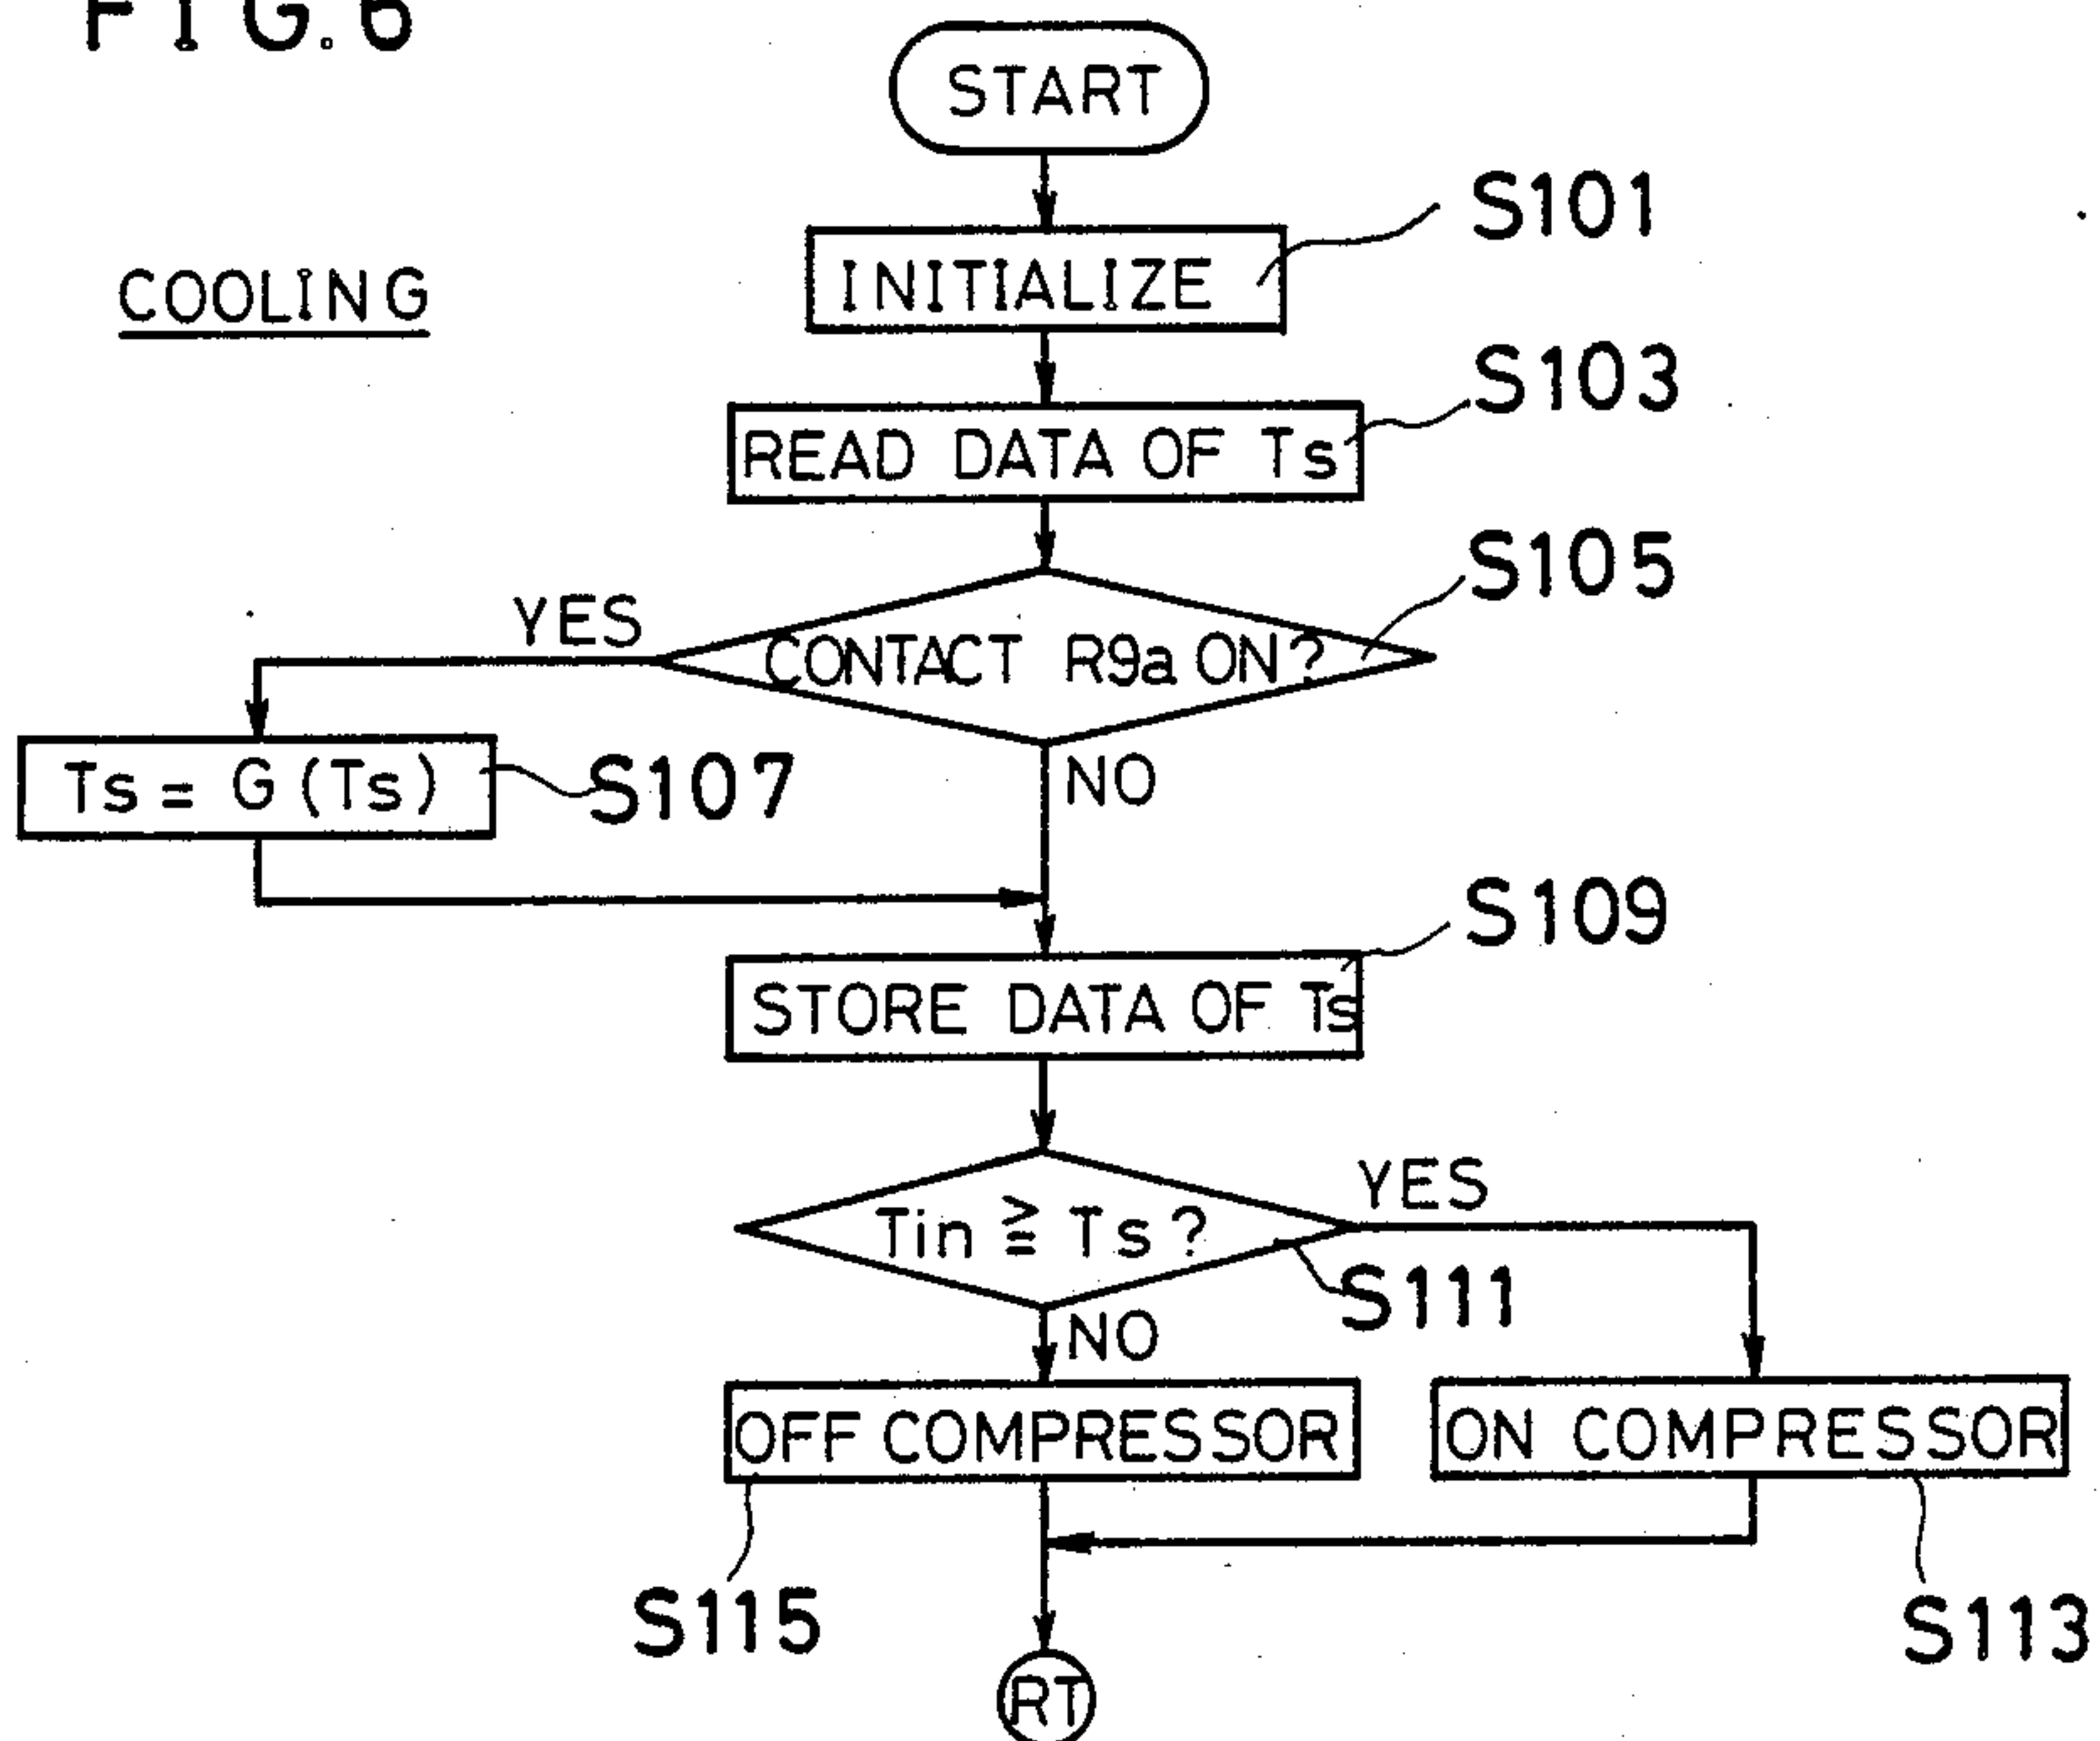 FIG. 6
START
S101
INITIALIZE
COOLING
S103
READ DATA OF Ts
S105
YES
CONTACT R9a ON?
Ts = G (Ts)
S107
NO
S109
STORE DATA OF Ts
YES
Tin ≧ Ts ?
S111
NO
OFF COMPRESSOR
ON COMPRESSOR
S115
S113
RT